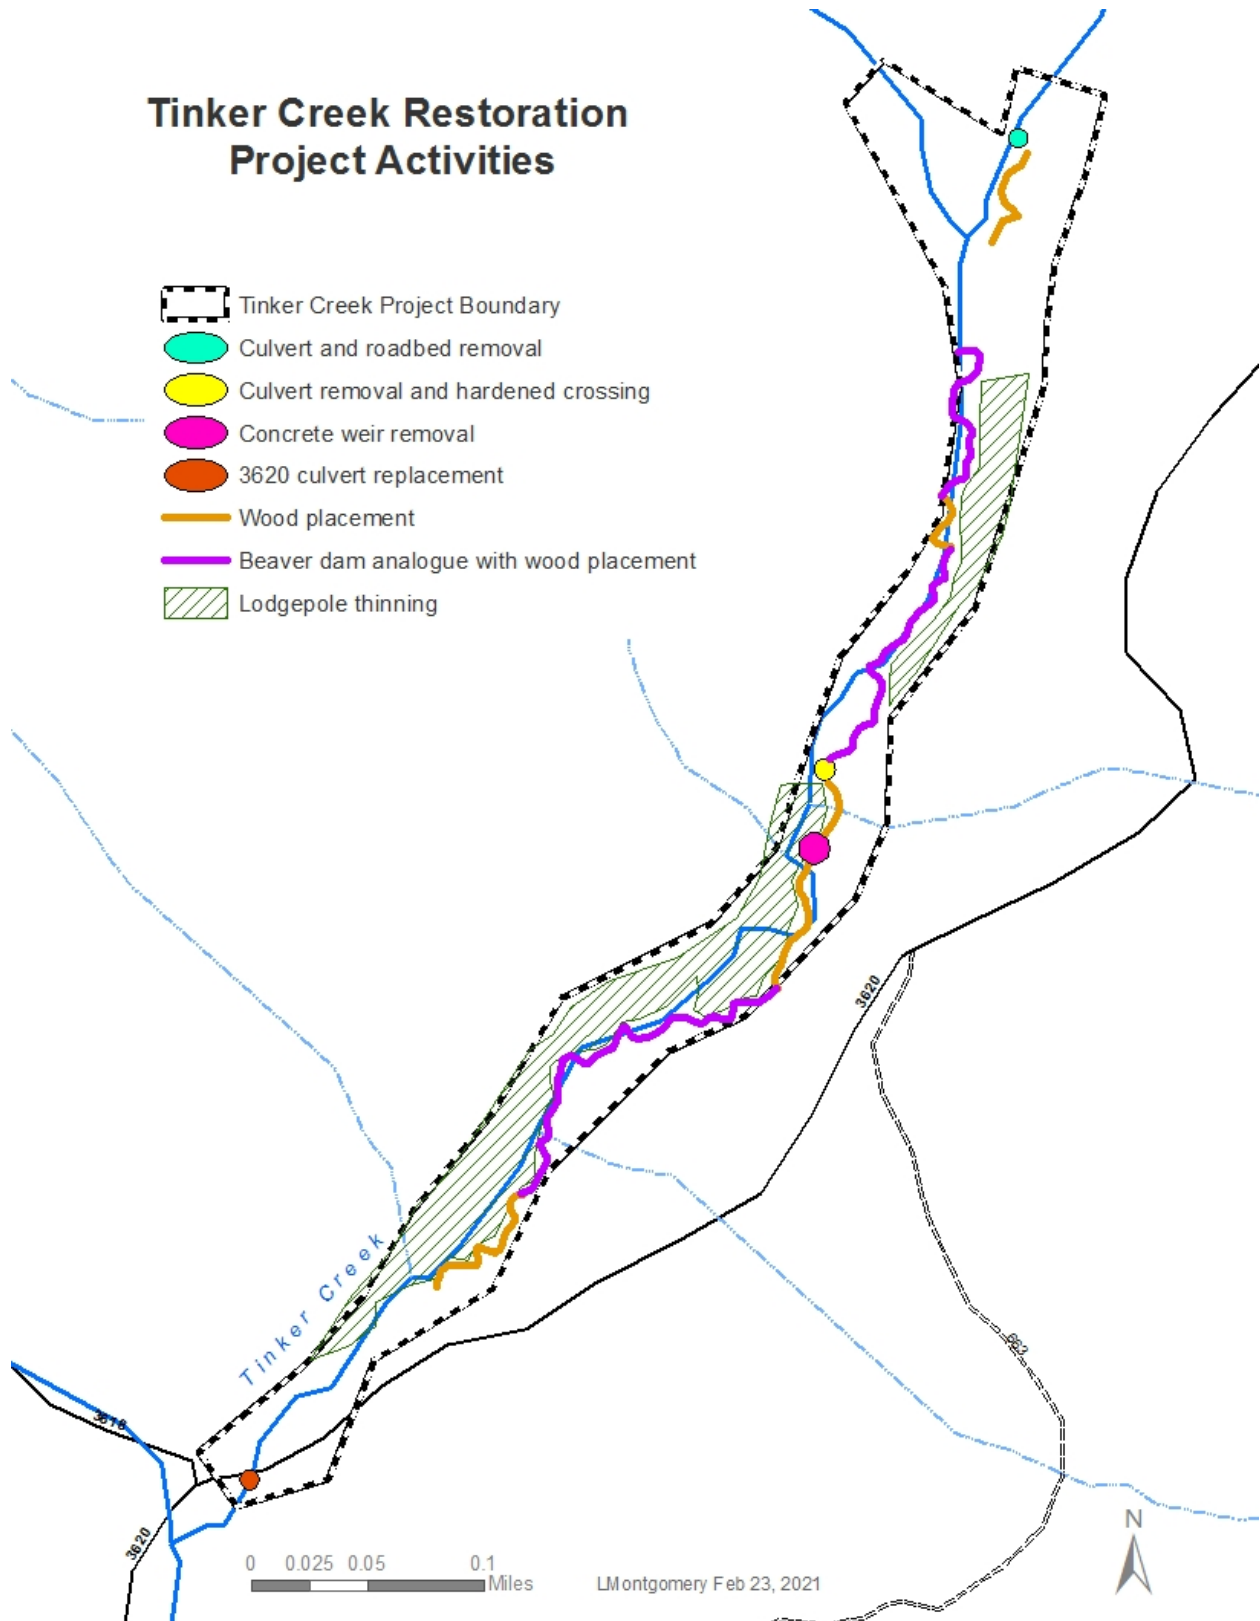 Tinker Creek Restoration
Project Activities
Tinker Creek Project Boundary
Culvert and roadbed removal
Culvert removal and hardened crossing
Concrete weir removal
3620 culvert replacement
Wood placement
Beaver dam analogue with wood placement
Lodgepole thinning
3620
663
Tinker Creek
3618
3620
N
0 0.025 0.05 0.1
Miles
LMontgomery Feb 23, 2021